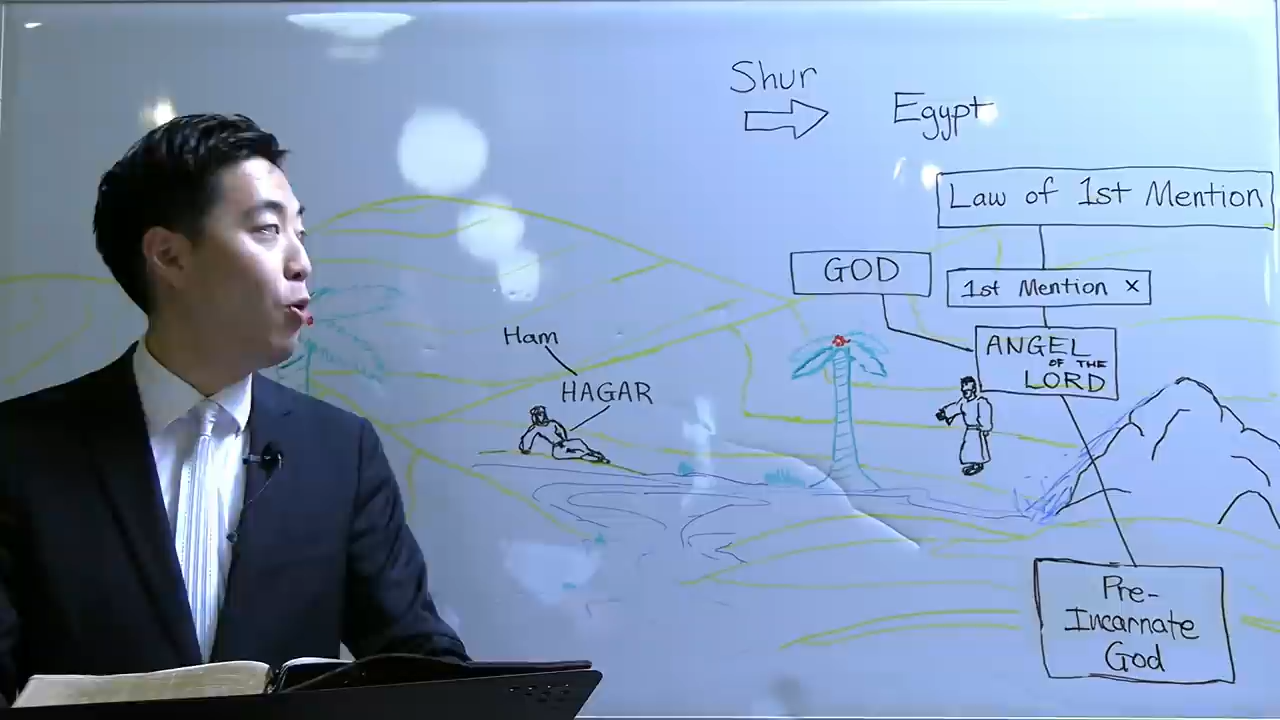 Shur
Egypt
Law of 1st Mention
GOD
1st Mention x
ANGEL
OF THE
LORD
Ham
HAGAR
Pre-
Incarnate
God